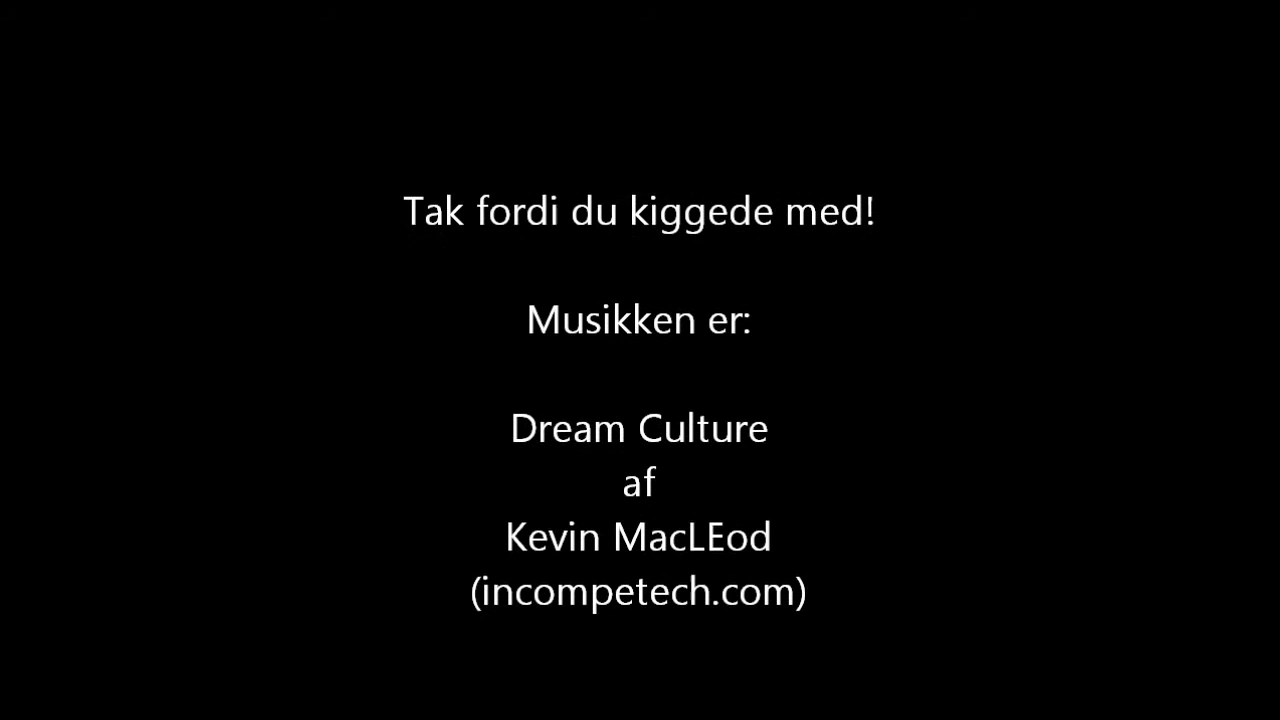 Tak fordi du kiggede med!
Musikken er:
Dream Culture
af
Kevin MacLEod
(incompetech.com)